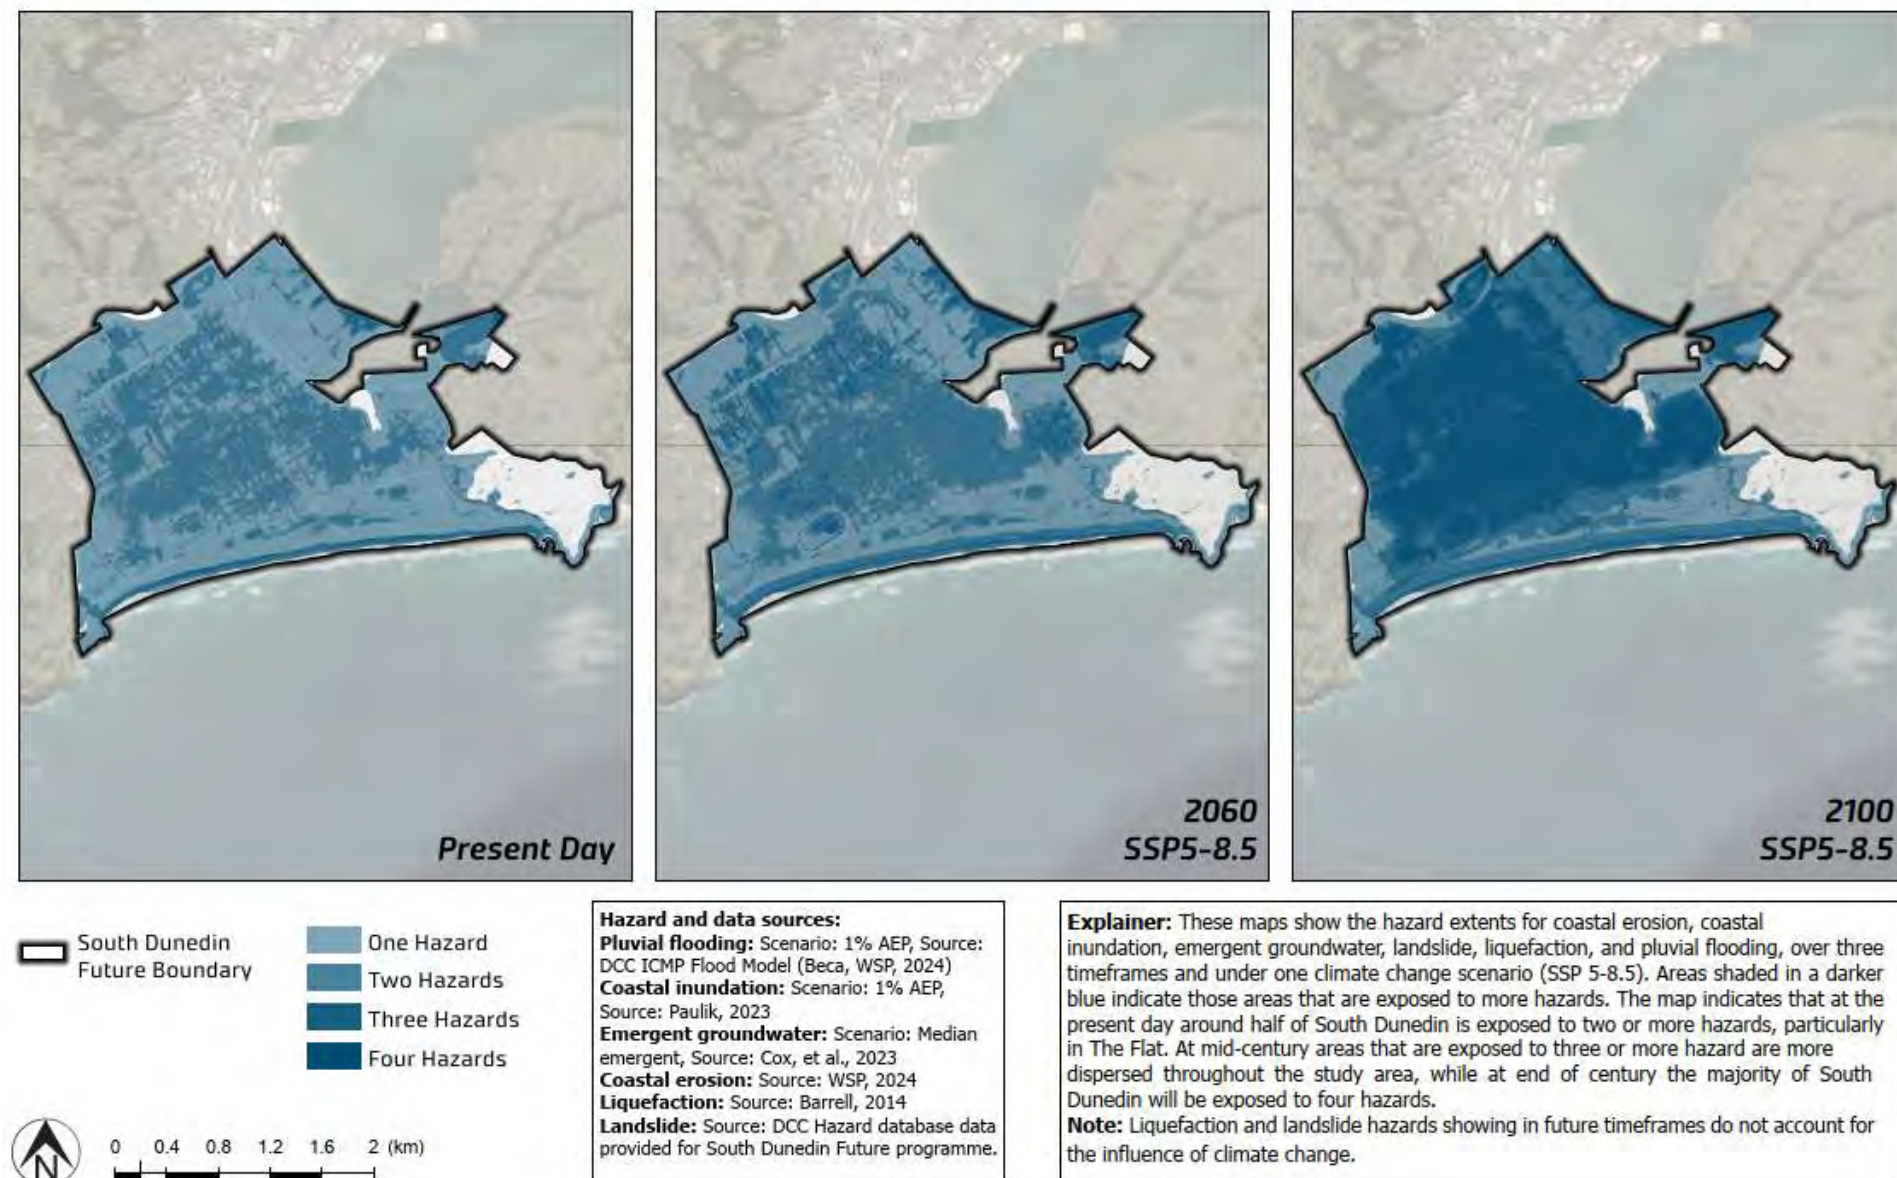 Present Day
2060
SSP5-8.5
2100
SSP5-8.5
South Dunedin
Future Boundary
One Hazard
Two Hazards
Three Hazards
Four Hazards
N
0 0.4 0.8 1.2 1.6 2 (km)
Hazard and data sources:
Pluvial flooding: Scenario: 1% AEP, Source:
DCC ICMP Flood Model (Beca, WSP, 2024)
Coastal inundation: Scenario: 1% AEP,
Source: Paulik, 2023
Emergent groundwater: Scenario: Median
emergent, Source: Cox, et al., 2023
Coastal erosion: Source: WSP, 2024
Liquefaction: Source: Barrell, 2014
Landslide: Source: DCC Hazard database data
provided for South Dunedin Future programme.
Explainer: These maps show the hazard extents for coastal erosion, coastal
inundation, emergent groundwater, landslide, liquefaction, and pluvial flooding, over three
timeframes and under one climate change scenario (SSP 5-8.5). Areas shaded in a darker
blue indicate those areas that are exposed to more hazards. The map indicates that at the
present day around half of South Dunedin is exposed to two or more hazards, particularly
in The Flat. At mid-century areas that are exposed to three or more hazard are more
dispersed throughout the study area, while at end of century the majority of South
Dunedin will be exposed to four hazards.
Note: Liquefaction and landslide hazards showing in future timeframes do not account for
the influence of climate change.